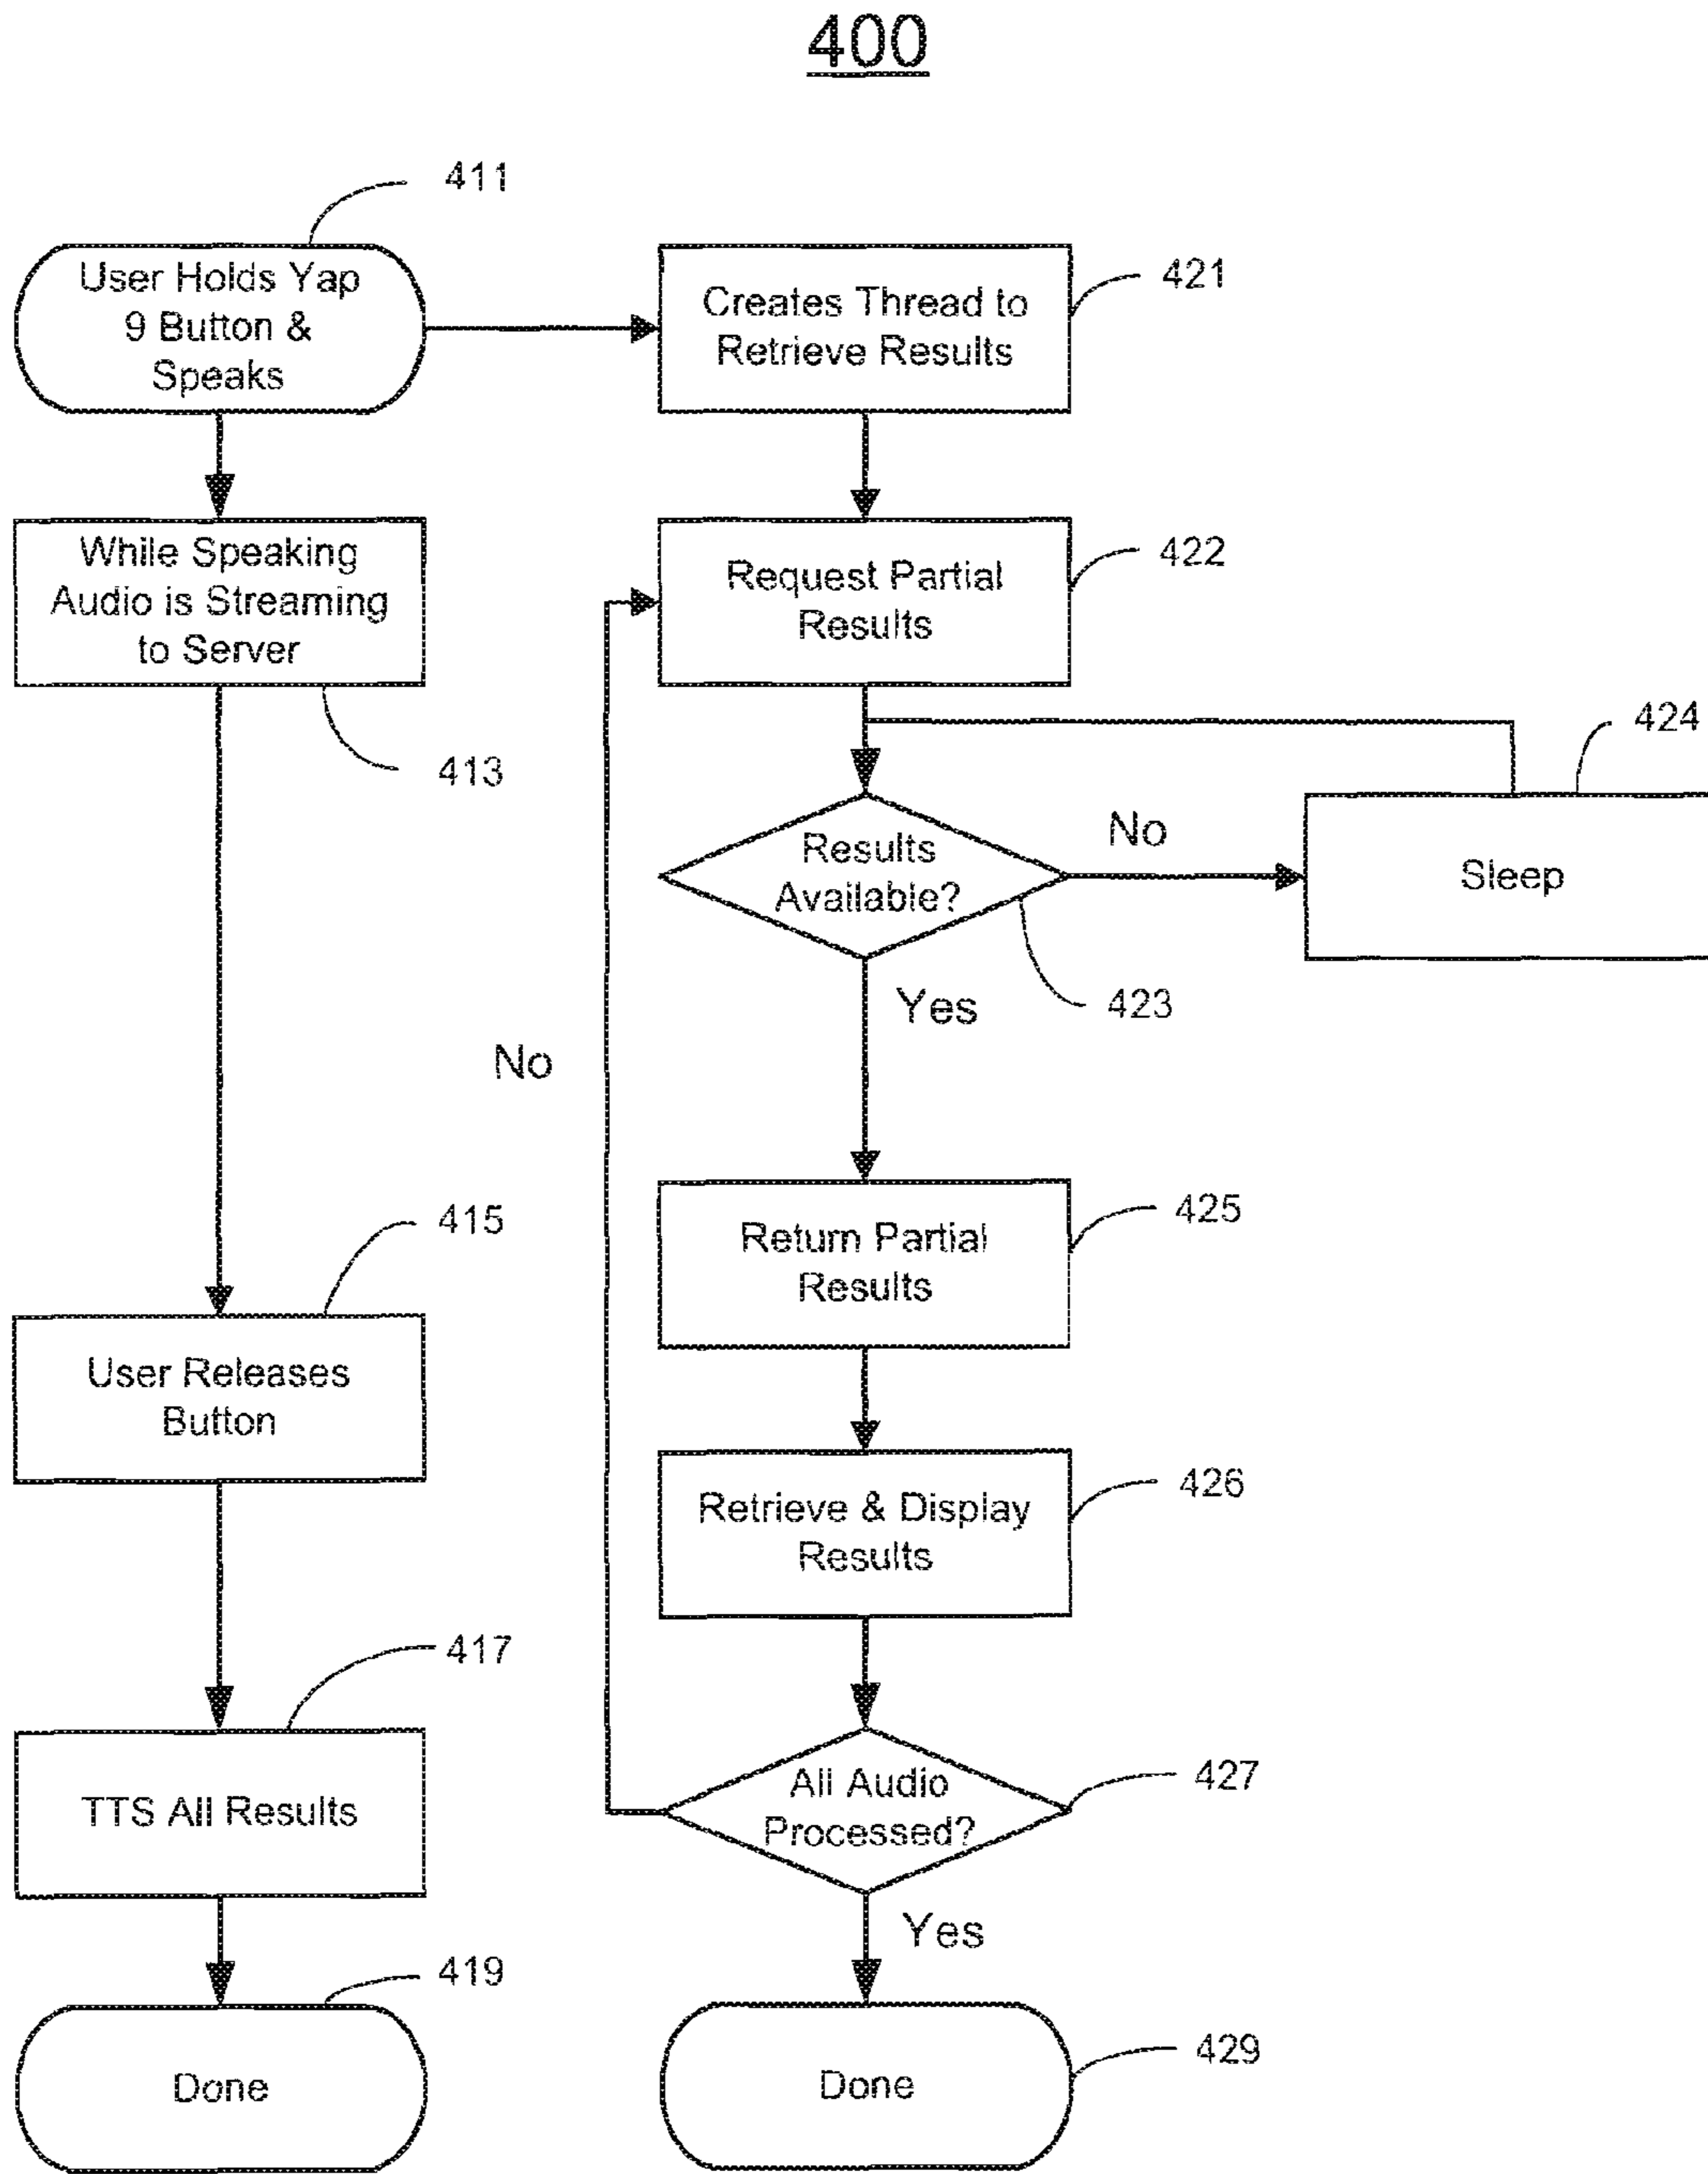 400
411
User Holds Yap
9 Button &
Speaks
Creates Thread to
Retrieve Results
421
While Speaking
Audio is Streaming
to Server
413
Request Partial
Results
422
424
Results
Available?
No
Sleep
Yes
423
No
Return Partial
Results
425
415
User Releases
Button
Retrieve & Display
Results
426
417
TTS All Results
All Audio
Processed?
427
Yes
419
Done
Done
429